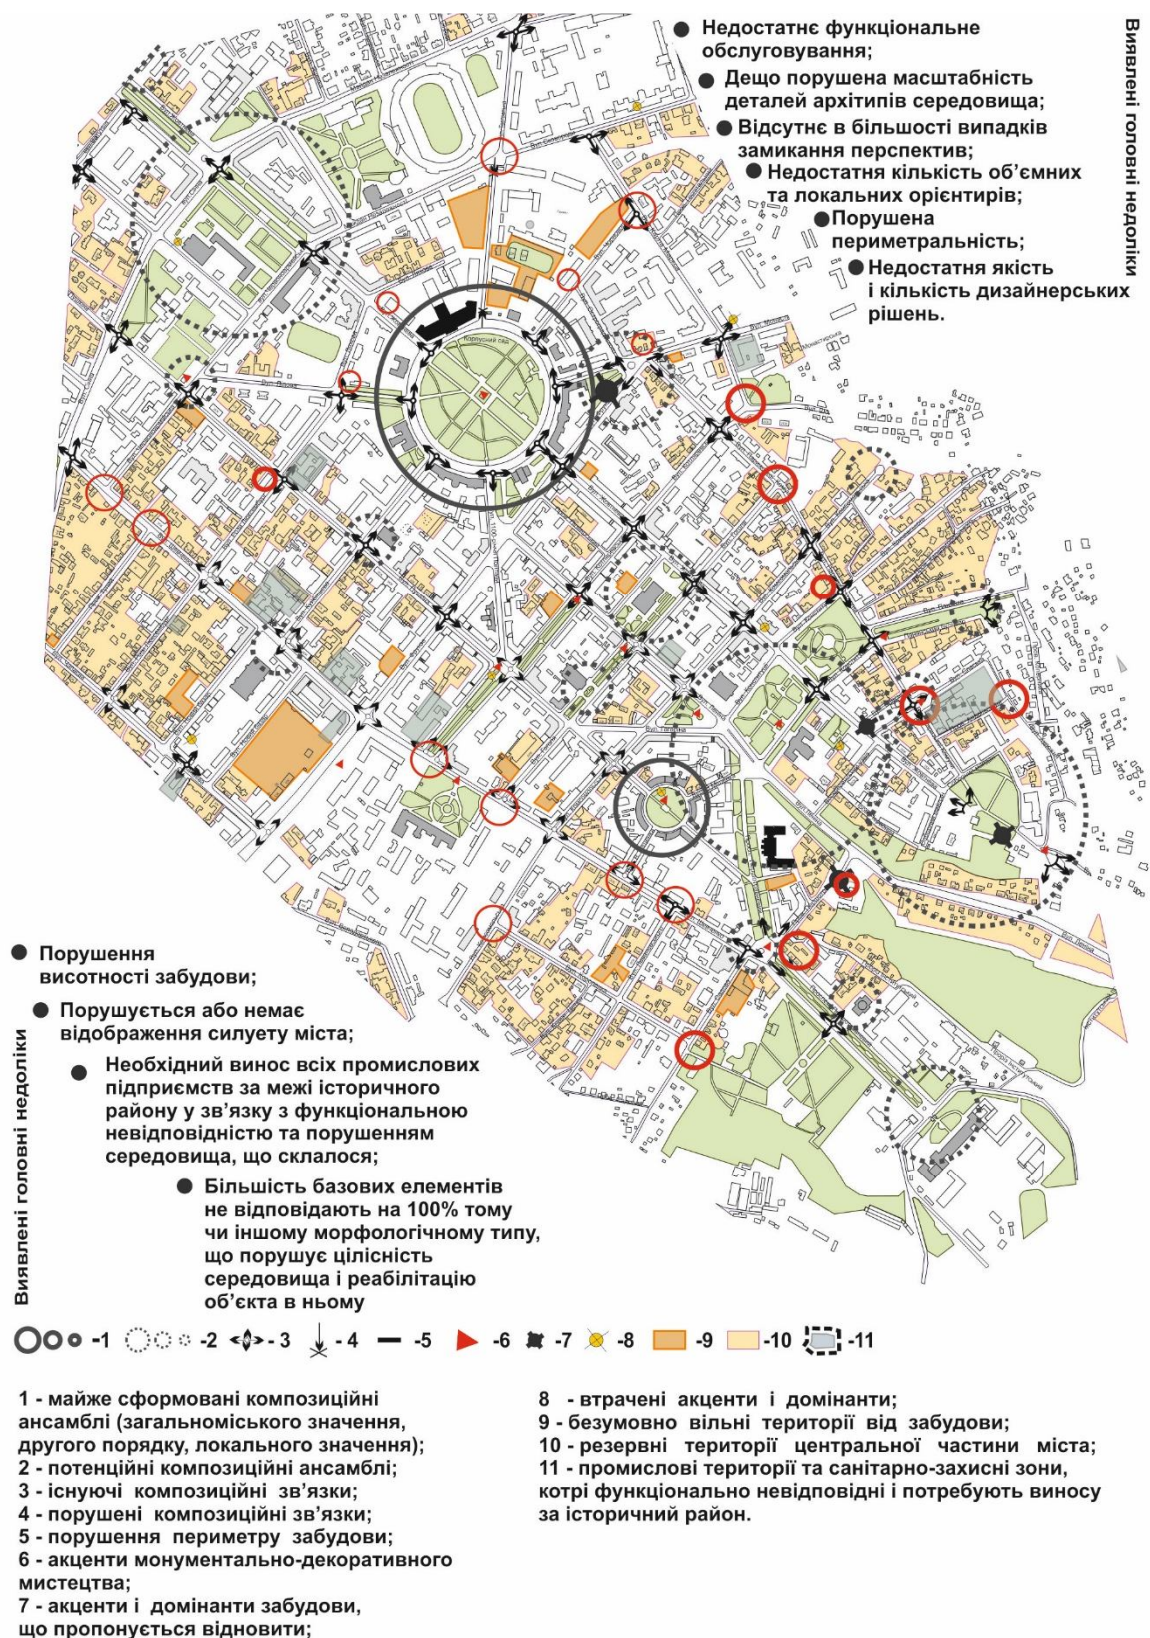 Недостатнє функціональне
обслуговування;
Дещо порушена масштабність
деталей архітипів середовища;
Відсутнє в більшості випадків
замикання перспектив;
Недостатня кількість об’ємних
та локальних орієнтирів;
Порушена
периметральність;
Недостатня якість
і кількість дизайнерських
рішень.
Виявлені головні недоліки
Корпусний сад
вул. Гагаріна
Монастирська
Порушення
висотності забудови;
Порушується або немає
відображення силуету міста;
Необхідний винос всіх промислових
підприємств за межі історичного
району у зв’язку з функціональною
невідповідністю та порушенням
середовища, що склалося;
Більшість базових елементів
не відповідають на 100% тому
чи іншому морфологічному типу,
що порушує цілісність
середовища і реабілітацію
об’єкта в ньому
Виявлені головні недоліки
-1 -2 - 3 - 4 -5 -6 -7 -8 -9 -10 -11
1 - майже сформовані композиційні
ансамблі (загальноміського значення,
другого порядку, локального значення);
2 - потенційні композиційні ансамблі;
3 - існуючі композиційні зв’язки;
4 - порушені композиційні зв’язки;
5 - порушення периметру забудови;
6 - акценти монументально-декоративного
мистецтва;
7 - акценти і домінанти забудови,
що пропонується відновити;
8 - втрачені акценти і домінанти;
9 - безумовно вільні території від забудови;
10 - резервні території центральної частини міста;
11 - промислові території та санітарно-захисні зони,
котрі функціонально невідповідні і потребують виносу
за історичний район.